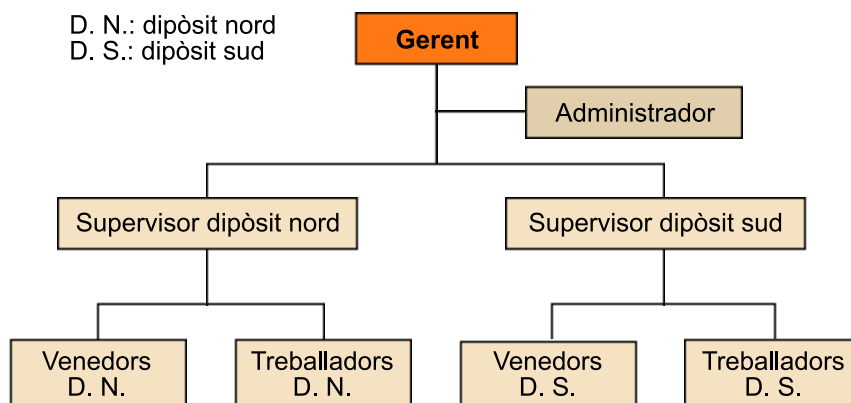 D. N.: dipòsit nord
D. S.: dipòsit sud
Gerent
Administrador
Supervisor dipòsit nord
Supervisor dipòsit sud
Venedors
D. N.
Treballadors
D. N.
Venedors
D. S.
Treballadors
D. S.